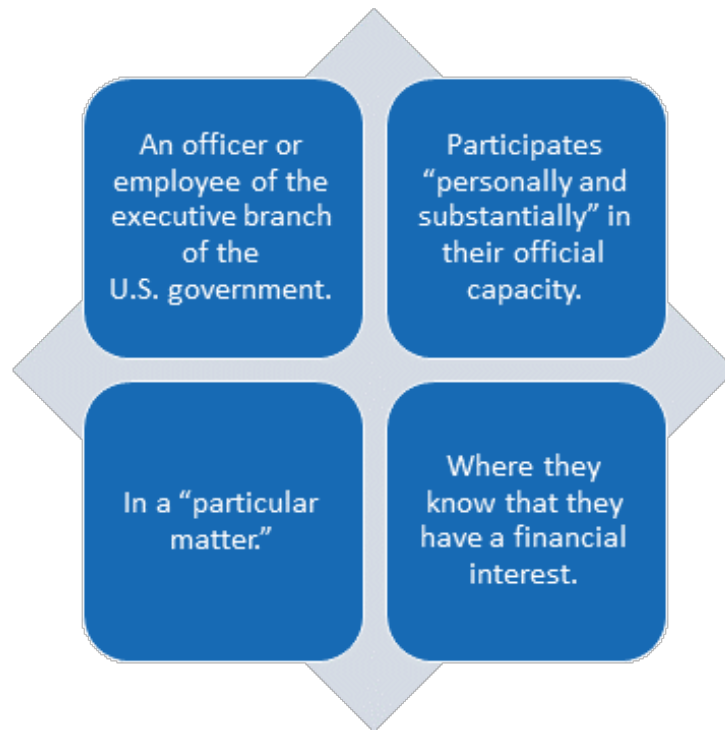 An officer or
employee of the
executive branch
of the
U.S. government.
Participates
“personally and
substantially” in
their official
capacity.
In a “particular
matter.”
Where they
know that they
have a financial
interest.